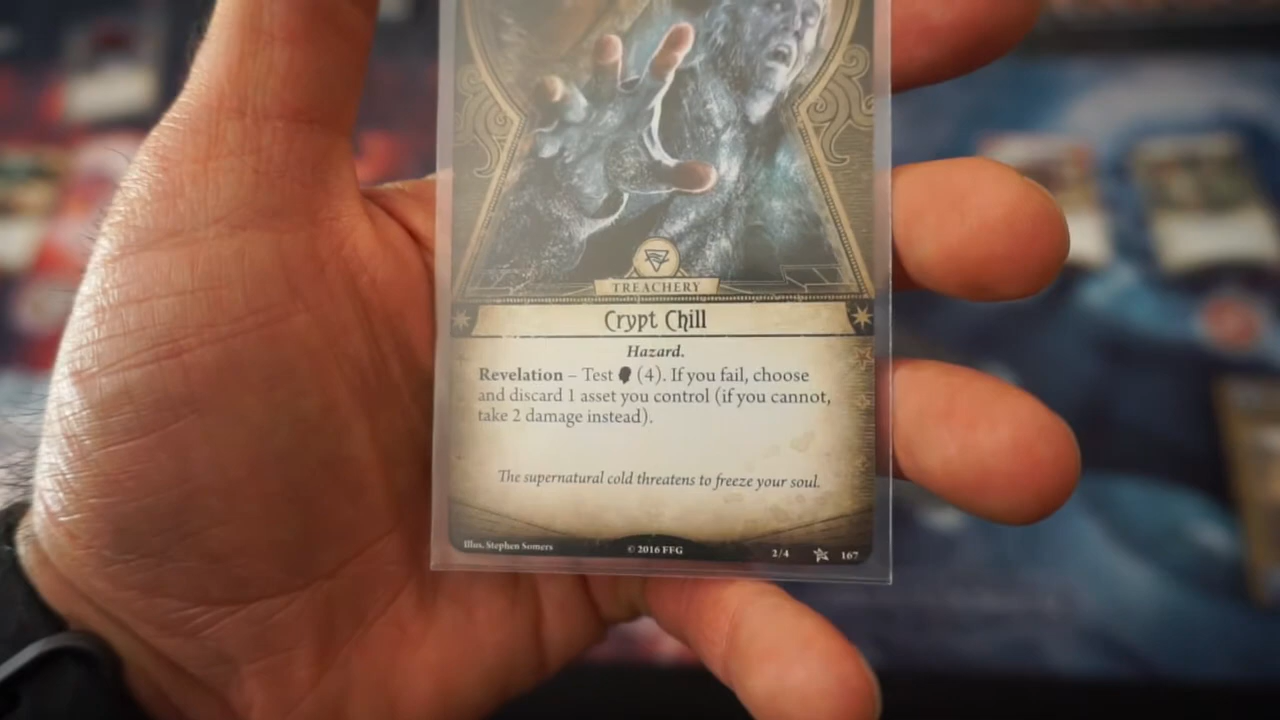 TREACHERY
Crypt Chill
Hazard.
Revelation – Test (4). If you fail, choose
and discard 1 asset you control (if you cannot,
take 2 damage instead).
The supernatural cold threatens to freeze your soul.
Illus. Stephen Somers © 2016 FFG 2/4 167